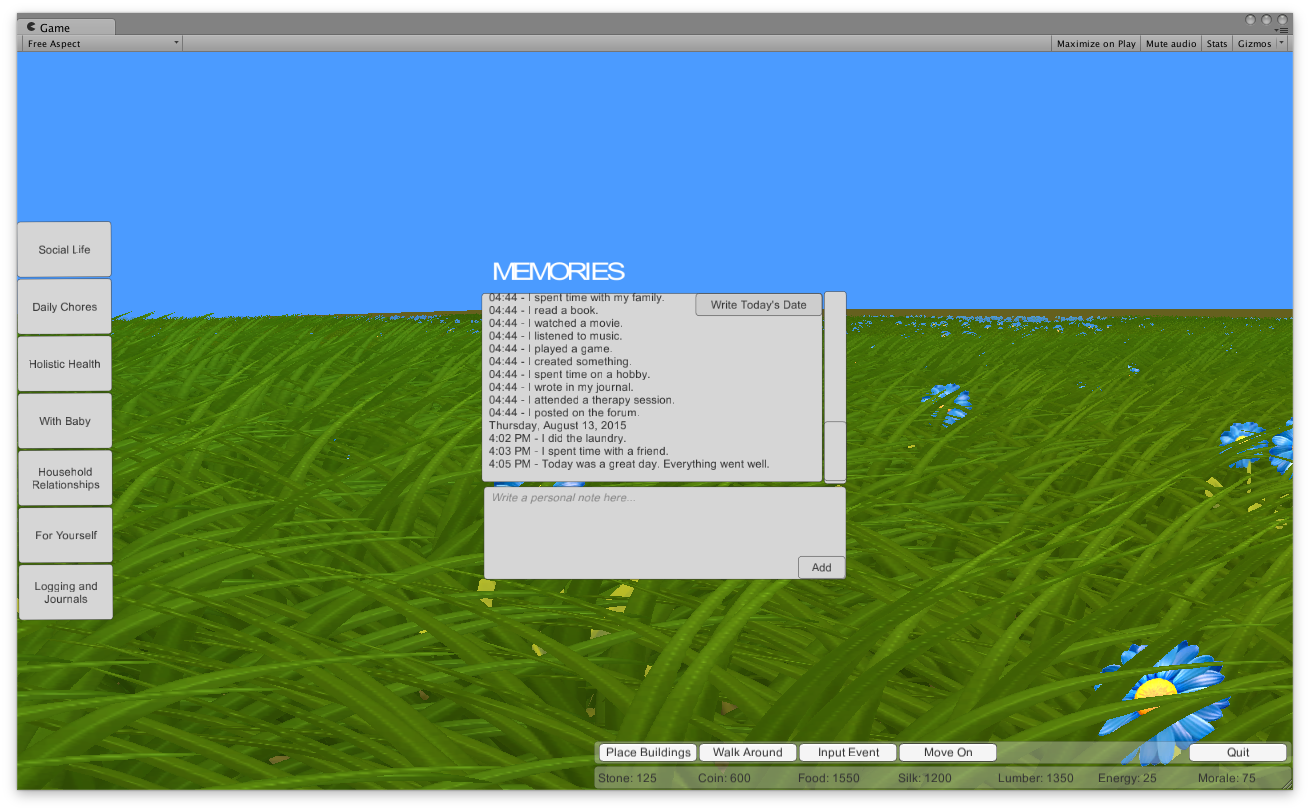 Game
Free Aspect
Maximize on Play
Mute audio
Stats
Gizmos
Social Life
Daily Chores
Holistic Health
With Baby
Household
Relationships
For Yourself
Logging and
Journals
MEMORIES
04:44 - I spent time with my family.
Write Today's Date
04:44 - I read a book.
04:44 - I watched a movie.
04:44 - I listened to music.
04:44 - I played a game.
04:44 - I created something.
04:44 - I spent time on a hobby.
04:44 - I wrote in my journal.
04:44 - I attended a therapy session.
04:44 - I posted on the forum.
Thursday, August 13, 2015
4:02 PM - I did the laundry.
4:03 PM - I spent time with a friend.
4:05 PM - Today was a great day. Everything went well.
Write a personal note here...
Add
Place Buildings
Walk Around
Input Event
Move On
Quit
Stone: 125
Coin: 600
Food: 1550
Silk: 1200
Lumber: 1350
Energy: 25
Morale: 75